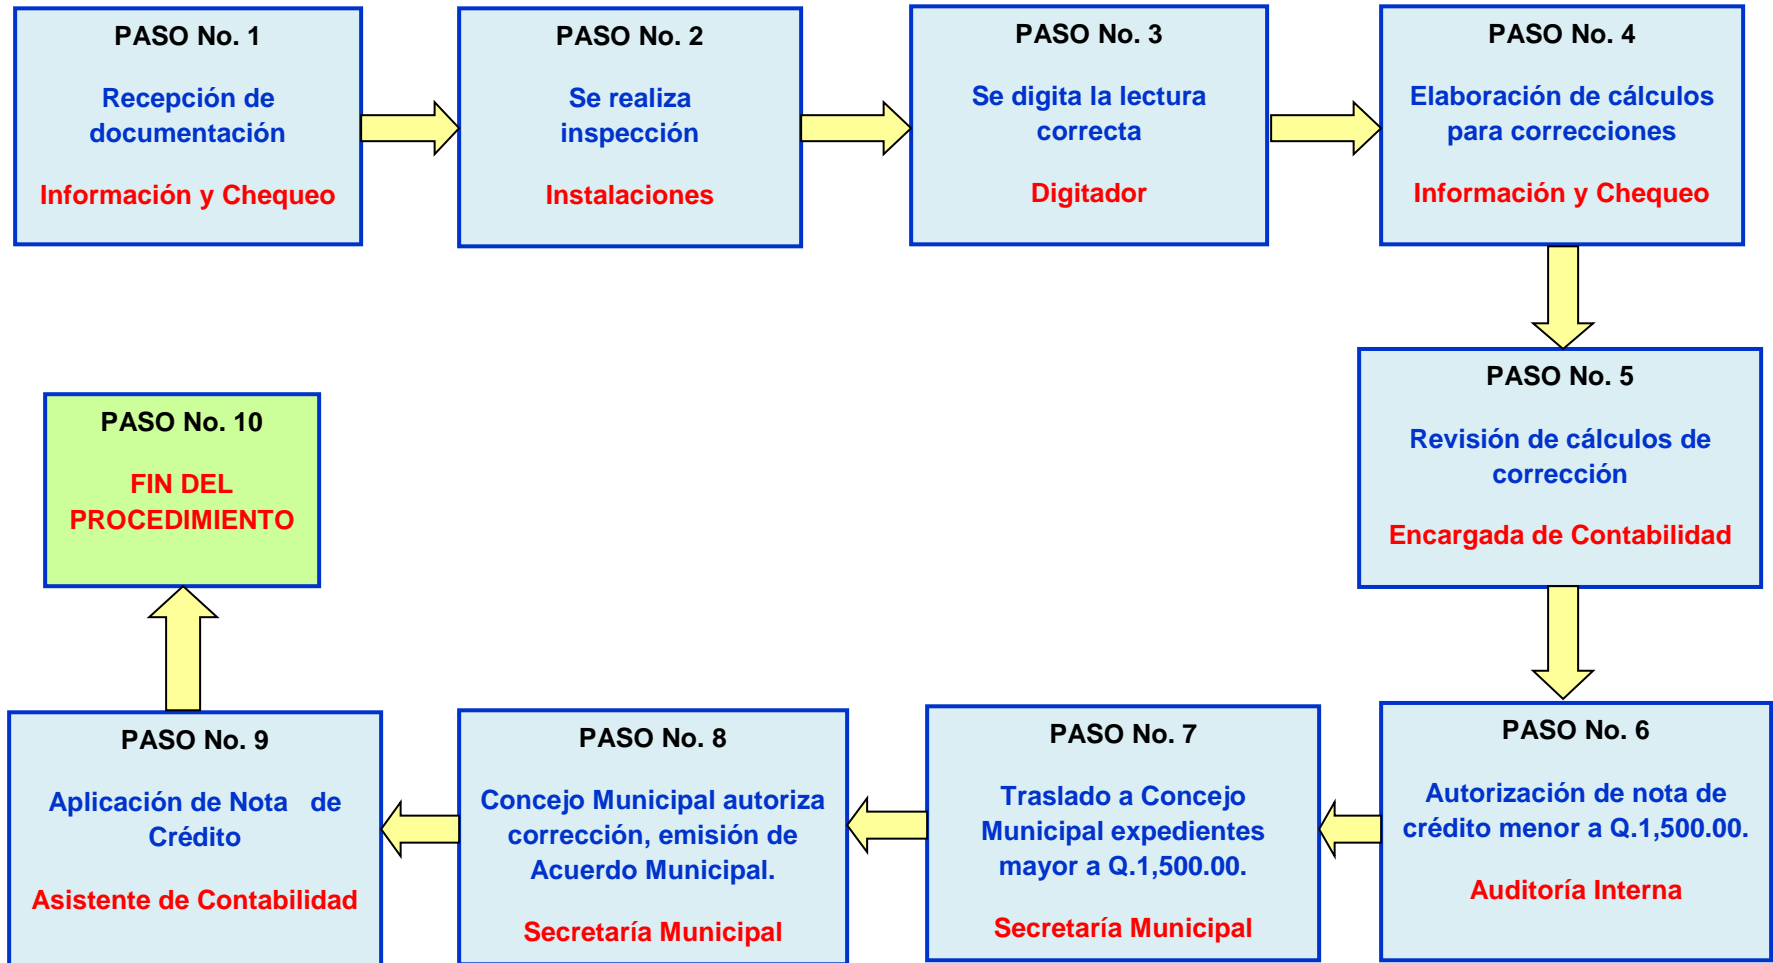 PASO No. 1
Recepción de
documentación
Información y Chequeo
PASO No. 2
Se realiza
inspección
Instalaciones
PASO No. 3
Se digita la lectura
correcta
Digitador
PASO No. 4
Elaboración de cálculos
para correcciones
Información y Chequeo
PASO No. 5
Revisión de cálculos de
corrección
Encargada de Contabilidad
PASO No. 6
Autorización de nota de
crédito menor a Q.1,500.00.
Auditoría Interna
PASO No. 7
Traslado a Concejo
Municipal expedientes
mayor a Q.1,500.00.
Secretaría Municipal
PASO No. 8
Concejo Municipal autoriza
corrección, emisión de
Acuerdo Municipal.
Secretaría Municipal
PASO No. 9
Aplicación de Nota de
Crédito
Asistente de Contabilidad
PASO No. 10
FIN DEL
PROCEDIMIENTO